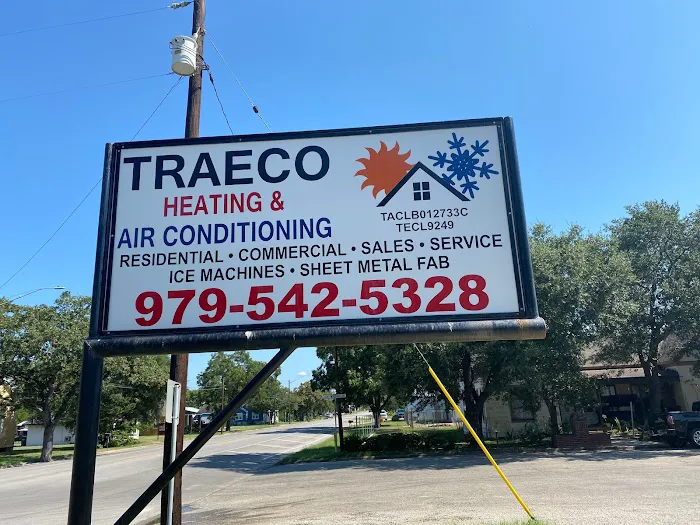 TRAECO
HEATING &
AIR CONDITIONING
TACLB012733C
TECL9249
RESIDENTIAL • COMMERCIAL • SALES • SERVICE
ICE MACHINES • SHEET METAL FAB
979-542-5328